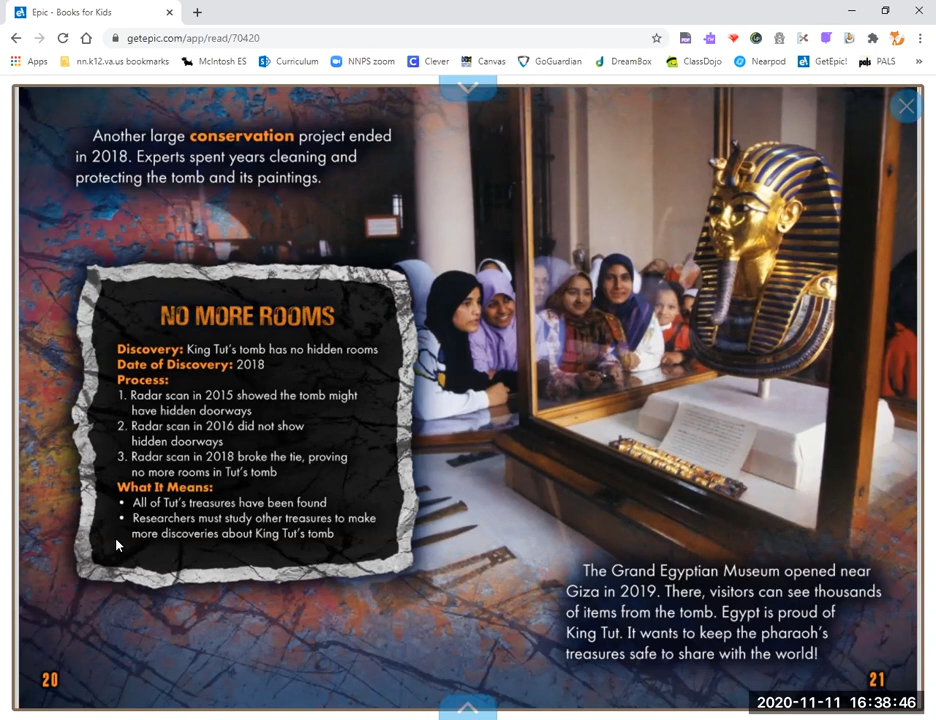 Epic - Books for Kids
getepic.com/app/read/70420
Apps nn.k12.va.us bookmarks McIntosh ES Curriculum NNPS zoom Clever Canvas GoGuardian DreamBox ClassDojo Nearpod GetEpic! PALS »
Another large conservation project ended
in 2018. Experts spent years cleaning and
protecting the tomb and its paintings.
NO MORE ROOMS
Discovery: King Tut's tomb has no hidden rooms
Date of Discovery: 2018
Process:
1. Radar scan in 2015 showed the tomb might
have hidden doorways
2. Radar scan in 2016 did not show
hidden doorways
3. Radar scan in 2018 broke the tie, proving
no more rooms in Tut's tomb
What It Means:
• All of Tut's treasures have been found
• Researchers must study other treasures to make
more discoveries about King Tut's tomb
The Grand Egyptian Museum opened near
Giza in 2019. There, visitors can see thousands
of items from the tomb. Egypt is proud of
King Tut. It wants to keep the pharaoh's
treasures safe to share with the world!
20
21
2020-11-11 16:38:46